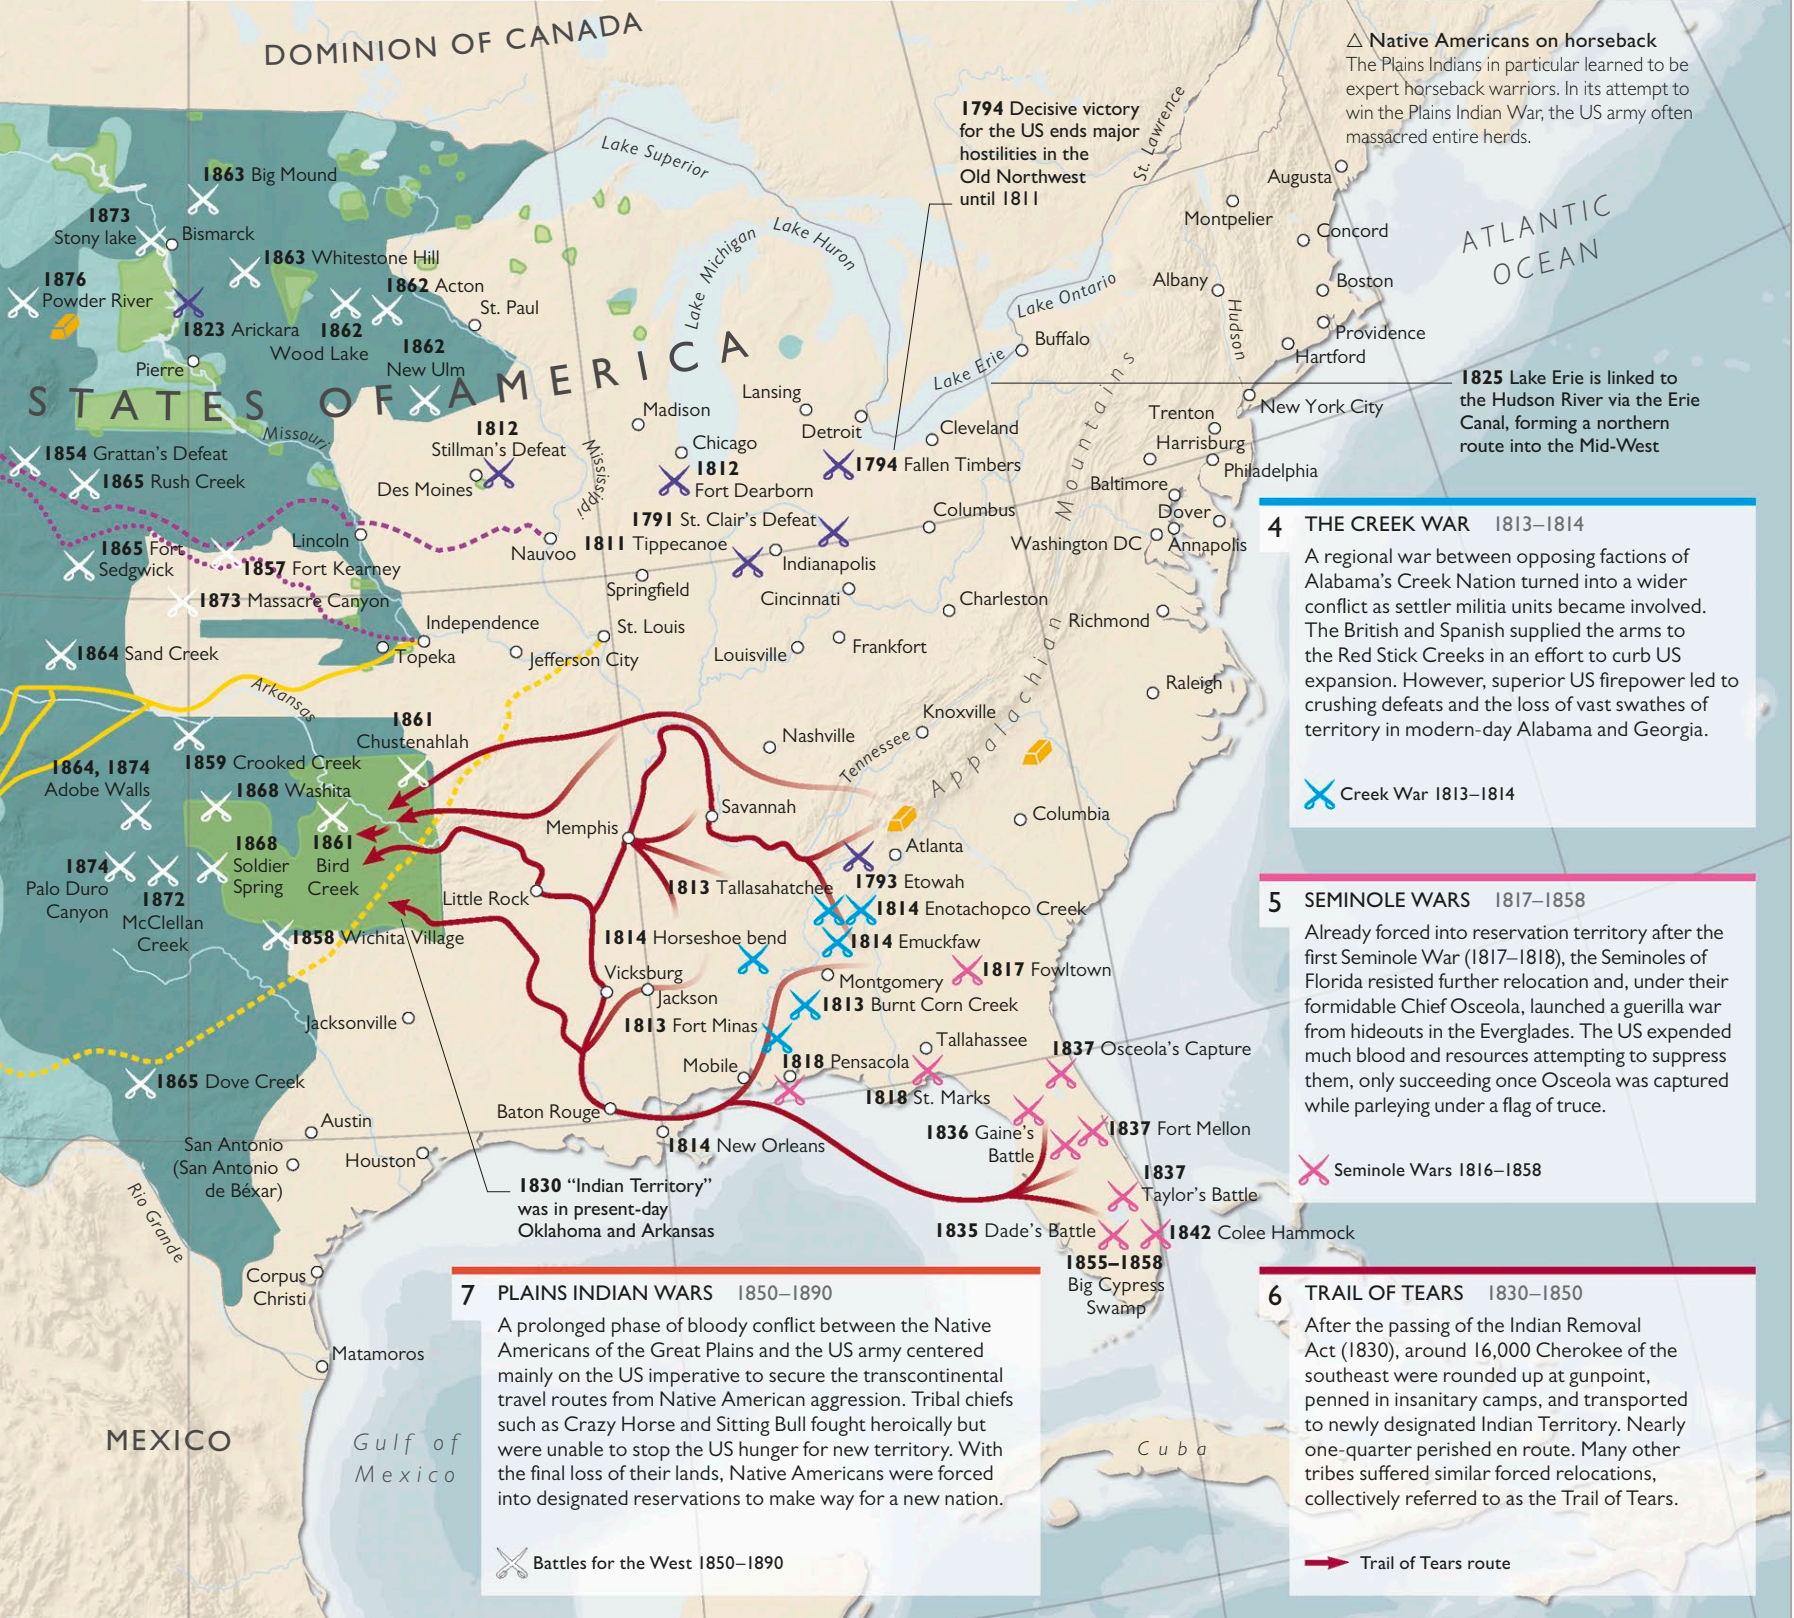 DOMINION OF CANADA
△ Native Americans on horseback
The Plains Indians in particular learned to be
expert horseback warriors. In its attempt to
win the Plains Indian War, the US army often
massacred entire herds.
1794 Decisive victory
for the US ends major
hostilities in the
Old Northwest
until 1811
St. Lawrence
Lake Superior
Augusta
Montpelier
Concord
ATLANTIC
OCEAN
1863 Big Mound
1873
Stony lake
Bismarck
1863 Whitestone Hill
1876
Powder River
1862 Acton
St. Paul
1823 Arickara
1862
Wood Lake
1862
New Ulm
Pierre
Lake Michigan
Lake Huron
Lake Ontario
Albany
Boston
Hudson
Providence
Hartford
Buffalo
Lake Erie
STATES OF AMERICA
1825 Lake Erie is linked to
the Hudson River via the Erie
Canal, forming a northern
route into the Mid-West
New York City
Trenton
Harrisburg
Philadelphia
Baltimore
Dover
Washington DC
Annapolis
Lansing
Detroit
Madison
Chicago
Cleveland
Missouri
Mississippi
1812
Stillman's Defeat
Des Moines
1812
Fort Dearborn
1794 Fallen Timbers
1854 Grattan's Defeat
1865 Rush Creek
1791 St. Clair's Defeat
Columbus
1811 Tippecanoe
Indianapolis
Nauvoo
Lincoln
1865 Fort
Sedgwick
1857 Fort Kearney
1873 Massacre Canyon
Springfield
Cincinnati
Charleston
Richmond
Independence
St. Louis
Topeka
Jefferson City
Louisville
Frankfort
1864 Sand Creek
Appalachian Mountains
Raleigh
Arkansas
Knoxville
Nashville
Tennessee
1861
Chustenahlah
1859 Crooked Creek
1864, 1874
Adobe Walls
1868 Washita
Savannah
Memphis
Columbia
Atlanta
1868
Soldier
Spring
1861
Bird
Creek
1874
Palo Duro
Canyon
1872
McClellan
Creek
Little Rock
1813 Tallasahatchee
1793 Etowah
1814 Enotachopco Creek
1858 Wichita Village
1814 Horseshoe bend
1814 Emuckfaw
Vicksburg
Jackson
Montgomery
1817 Fowltown
1813 Burnt Corn Creek
Jacksonville
1813 Fort Minas
Tallahassee
1837 Osceola's Capture
Mobile
1818 Pensacola
1865 Dove Creek
1818 St. Marks
Baton Rouge
Austin
1836 Gaine's
Battle
1837 Fort Mellon
San Antonio
(San Antonio
de Béxar)
Houston
1814 New Orleans
1837
Taylor's Battle
1830 “Indian Territory”
was in present-day
Oklahoma and Arkansas
Rio Grande
1835 Dade's Battle
1842 Colee Hammock
1855–1858
Big Cypress
Swamp
Corpus
Christi
Matamoros
MEXICO
Gulf of
Mexico
Cuba
4 THE CREEK WAR 1813–1814
A regional war between opposing factions of
Alabama's Creek Nation turned into a wider
conflict as settler militia units became involved.
The British and Spanish supplied the arms to
the Red Stick Creeks in an effort to curb US
expansion. However, superior US firepower led to
crushing defeats and the loss of vast swathes of
territory in modern-day Alabama and Georgia.
Creek War 1813–1814
5 SEMINOLE WARS 1817–1858
Already forced into reservation territory after the
first Seminole War (1817–1818), the Seminoles of
Florida resisted further relocation and, under their
formidable Chief Osceola, launched a guerilla war
from hideouts in the Everglades. The US expended
much blood and resources attempting to suppress
them, only succeeding once Osceola was captured
while parleying under a flag of truce.
Seminole Wars 1816–1858
7 PLAINS INDIAN WARS 1850–1890
A prolonged phase of bloody conflict between the Native
Americans of the Great Plains and the US army centered
mainly on the US imperative to secure the transcontinental
travel routes from Native American aggression. Tribal chiefs
such as Crazy Horse and Sitting Bull fought heroically but
were unable to stop the US hunger for new territory. With
the final loss of their lands, Native Americans were forced
into designated reservations to make way for a new nation.
Battles for the West 1850–1890
6 TRAIL OF TEARS 1830–1850
After the passing of the Indian Removal
Act (1830), around 16,000 Cherokee of the
southeast were rounded up at gunpoint,
penned in insanitary camps, and transported
to newly designated Indian Territory. Nearly
one-quarter perished en route. Many other
tribes suffered similar forced relocations,
collectively referred to as the Trail of Tears.
Trail of Tears route